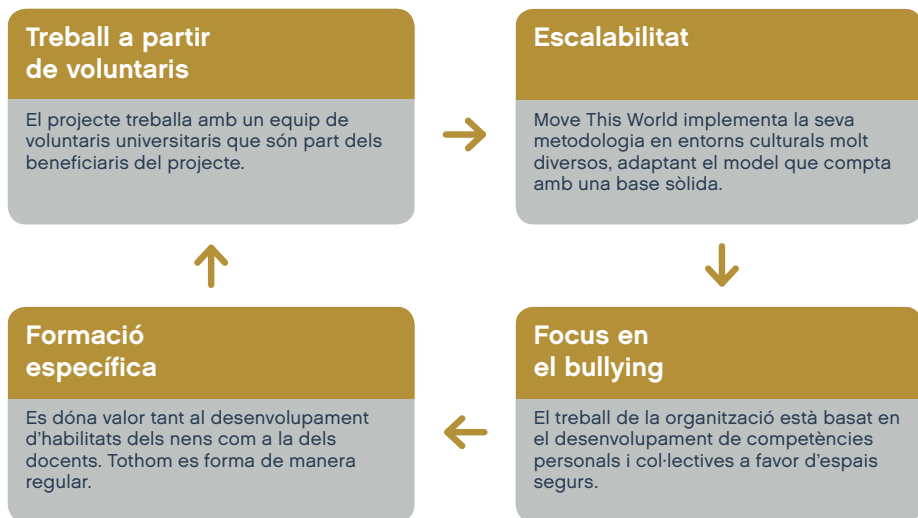 Treball a partir
de voluntaris
El projecte treballa amb un equip de
voluntaris universitaris que són part dels
beneficiaris del projecte.
Escalabilitat
Move This World implementa la seva
metodologia en entorns culturals molt
diversos, adaptant el model que compta
amb una base sòlida.
Focus en
el bullying
El treball de la organització està basat en
el desenvolupament de competències
personals i col·lectives a favor d'espais
segurs.
Formació
específica
Es dóna valor tant al desenvolupament
d'habilitats dels nens com a la dels
docents. Tothom es forma de manera
regular.